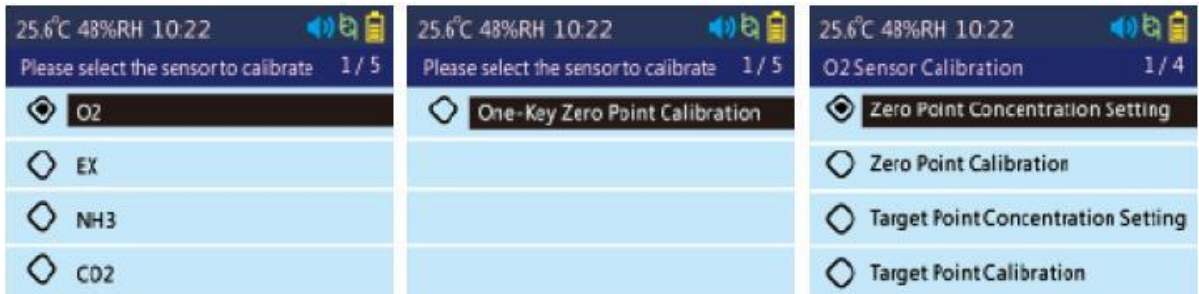 25.6°C 48%RH 10:22
Please select the sensor to calibrate 1/5
O2
EX
NH3
CO2
25.6°C 48%RH 10:22
Please select the sensor to calibrate 1/5
One-Key Zero Point Calibration
25.6°C 48%RH 10:22
O2 Sensor Calibration 1/4
Zero Point Concentration Setting
Zero Point Calibration
Target Point Concentration Setting
Target Point Calibration